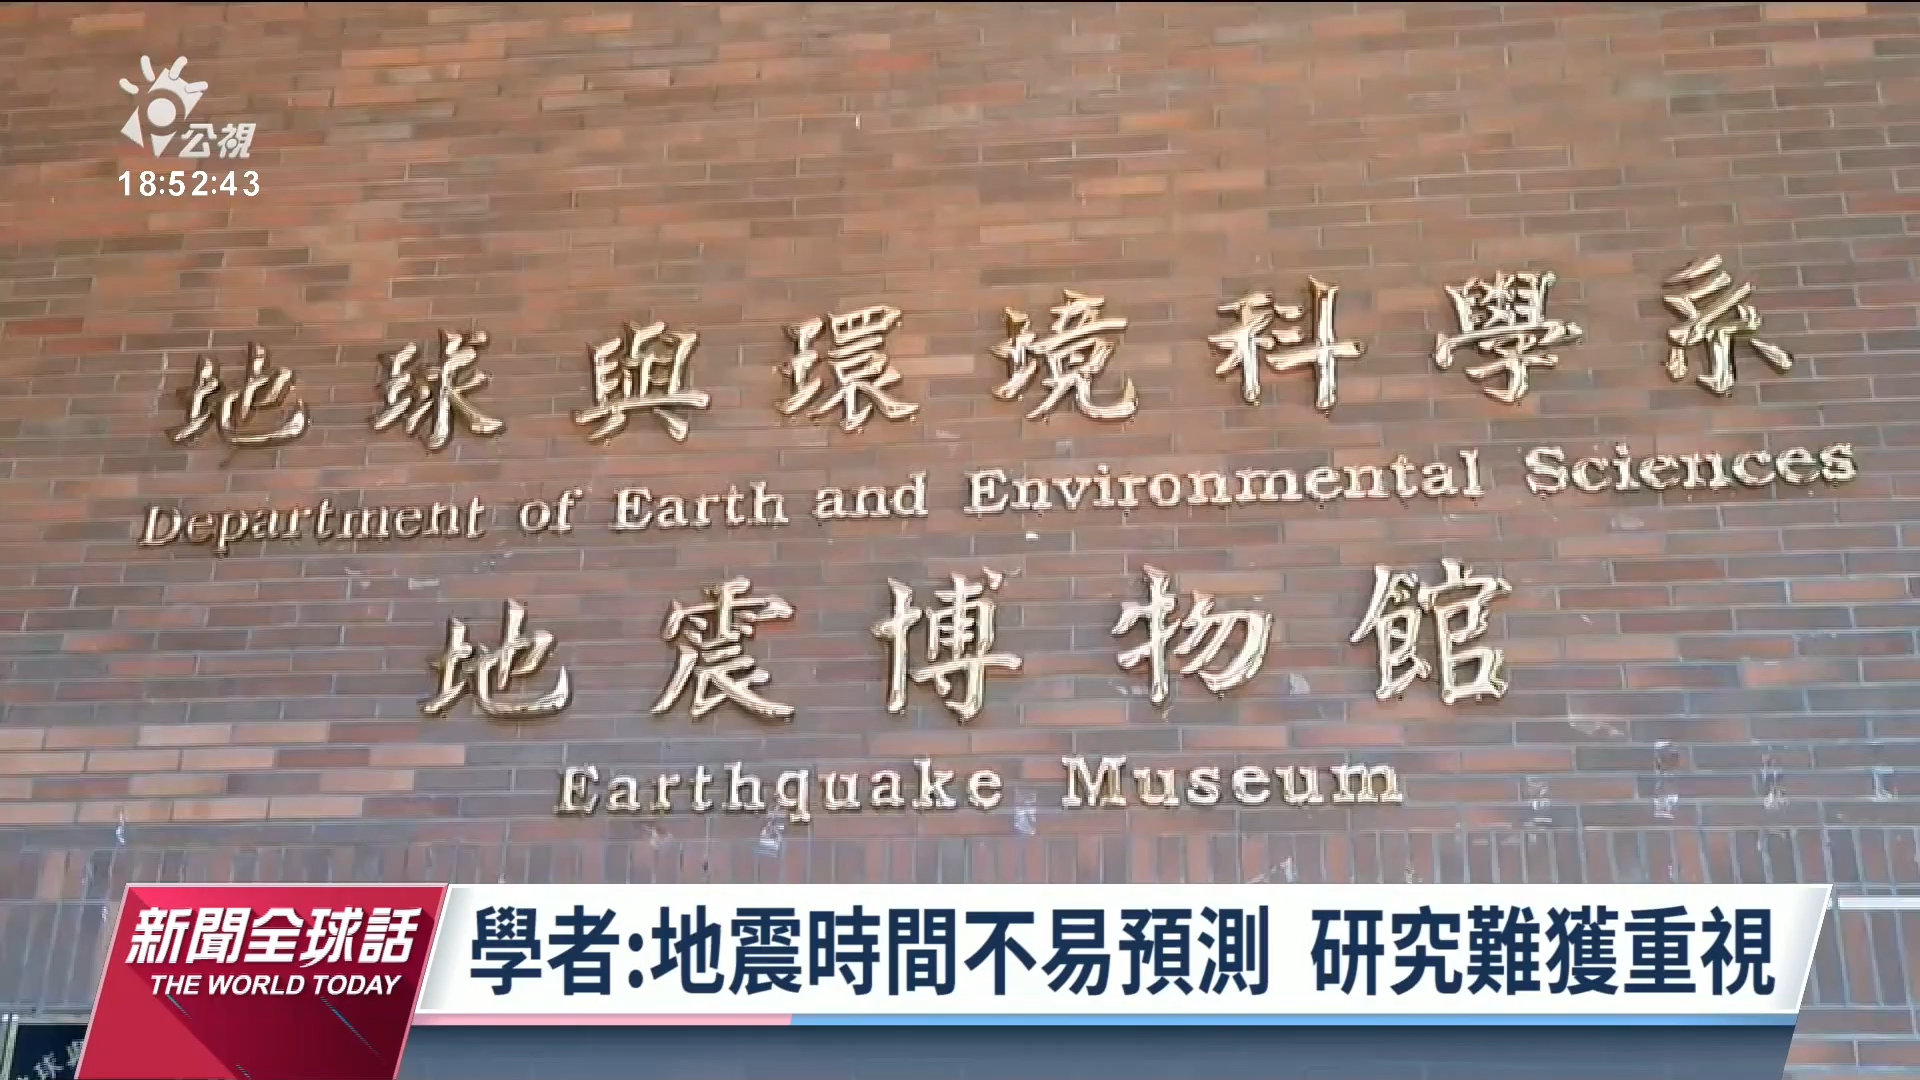 公視
18:52:43
地球與環境科學系
Department of Earth and Environmental Sciences
地震博物館
Earthquake Museum
新聞全球話
THE WORLD TODAY
學者:地震時間不易預測 研究難獲重視